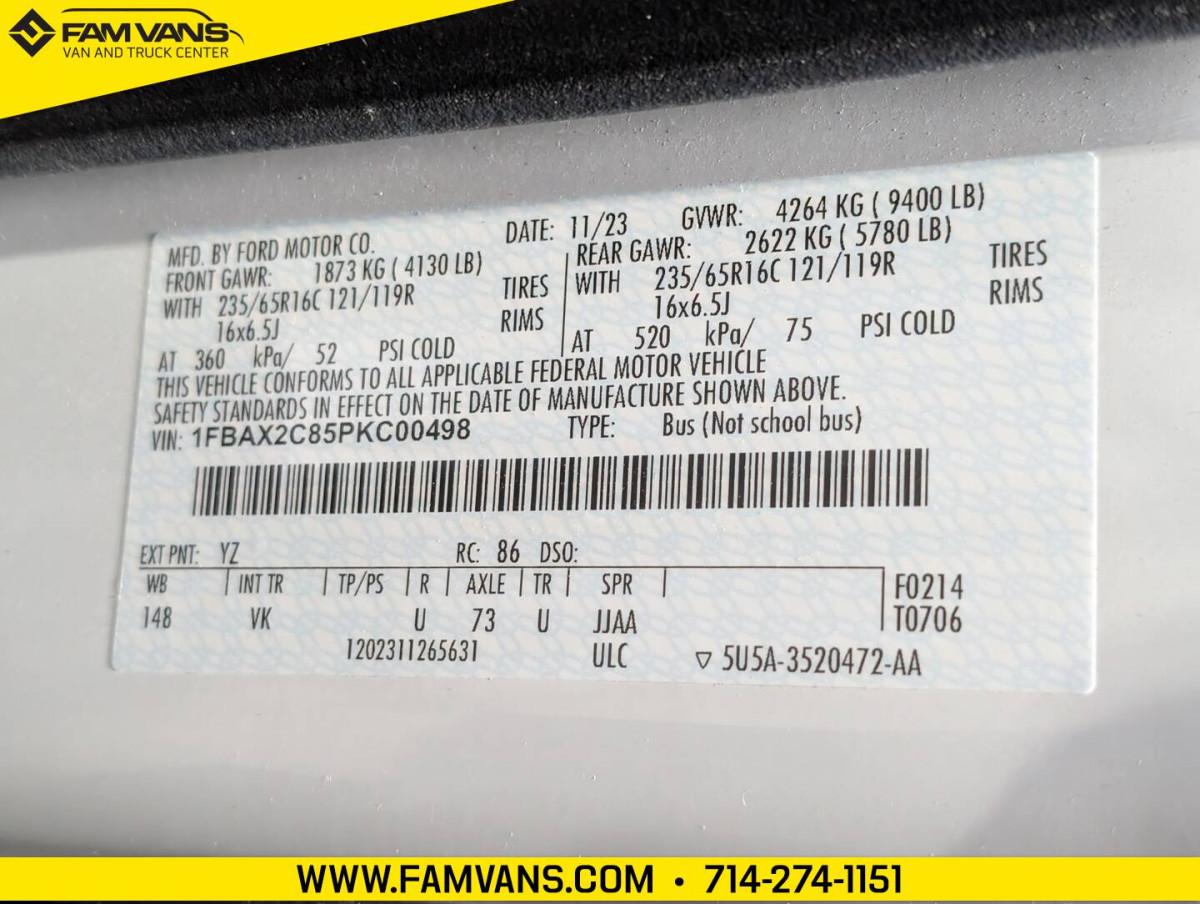 FAM VANS
VAN AND TRUCK CENTER
MFD. BY FORD MOTOR CO. DATE: 11/23 GVWR: 4264 KG ( 9400 LB)
FRONT GAWR: 1873 KG ( 4130 LB) REAR GAWR: 2622 KG ( 5780 LB)
WITH 235/65R16C 121/119R TIRES WITH 235/65R16C 121/119R TIRES
16x6.5J RIMS 16x6.5J RIMS
AT 360 kPa/ 52 PSI COLD AT 520 kPa/ 75 PSI COLD
THIS VEHICLE CONFORMS TO ALL APPLICABLE FEDERAL MOTOR VEHICLE
SAFETY STANDARDS IN EFFECT ON THE DATE OF MANUFACTURE SHOWN ABOVE.
VIN: 1FBAX2C85PKC00498 TYPE: Bus (Not school bus)
EXT PNT: YZ RC: 86 DSO:
WB INT TR TP/PS R AXLE TR SPR F0214
148 VK U 73 U JJAA T0706
1202311265631 ULC ▽ 5U5A-3520472-AA
WWW.FAMVANS.COM • 714-274-1151